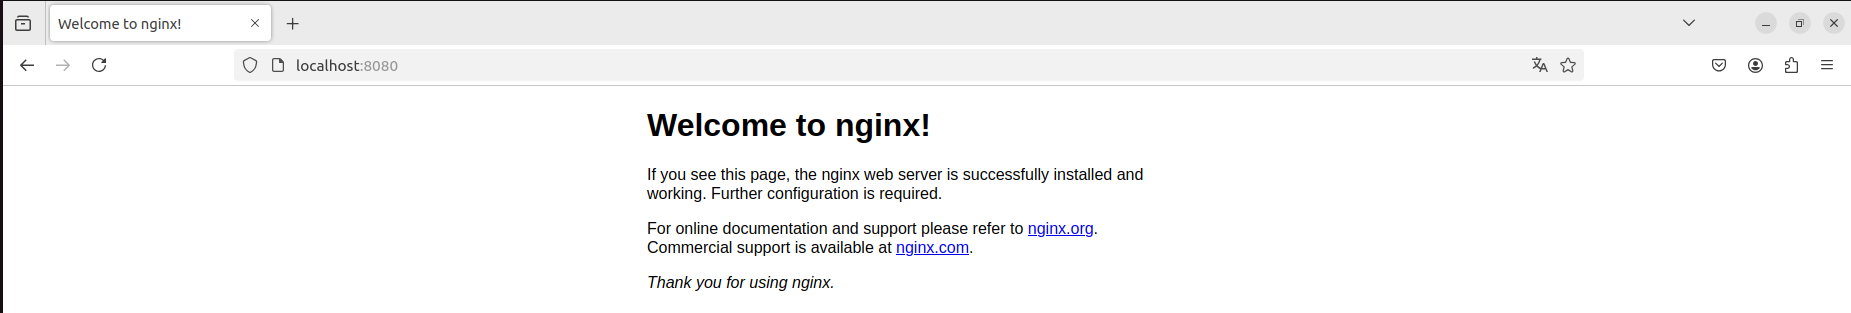 Welcome to nginx!
localhost:8080
Welcome to nginx!
If you see this page, the nginx web server is successfully installed and
working. Further configuration is required.
For online documentation and support please refer to nginx.org.
Commercial support is available at nginx.com.
Thank you for using nginx.